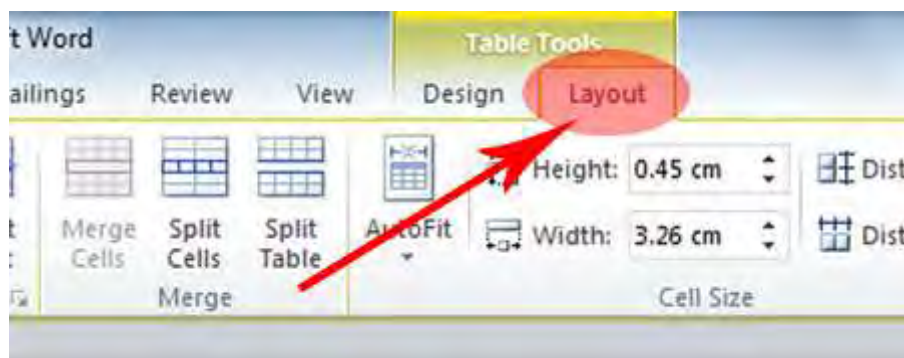 t Word
Table Tools
ailings Review View Design Layout
Height: 0.45 cm Dist
Merge Cells
Split Cells
Split Table
AutoFit
Width: 3.26 cm Dist
Merge
Cell Size